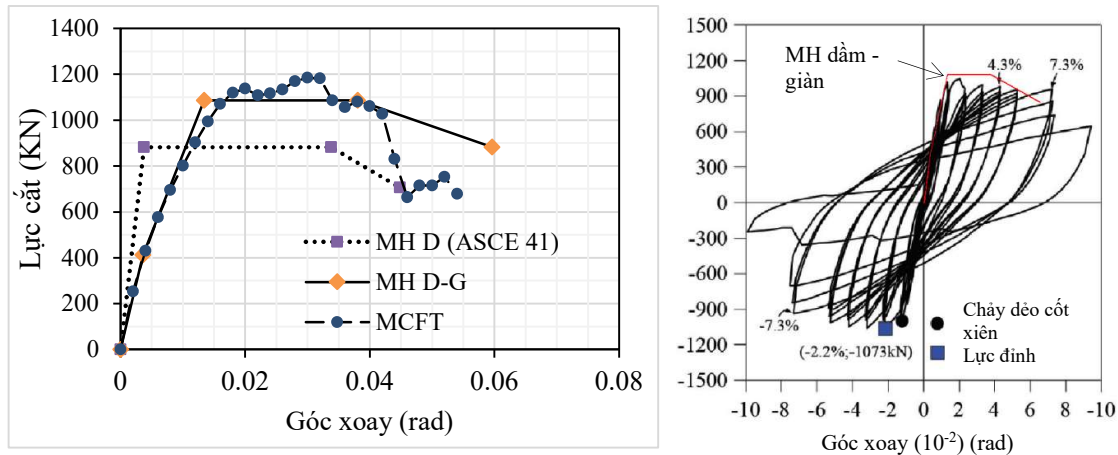 1400
1200
1000
800
600
400
200
0
Lực cắt (KN)
MH D (ASCE 41)
MH D-G
MCFT
0 0.02 0.04 0.06 0.08
Góc xoay (rad)
1500
1200
900
600
300
0
-300
-600
-900
-1200
-1500
MH dầm -
giàn
4.3% 7.3%
-7.3%
(-2.2%;-1073kN)
Chảy dẻo cốt
xiên
Lực đỉnh
-10 -8 -6 -4 -2 0 2 4 -6 -8 -10
Góc xoay (10-2) (rad)